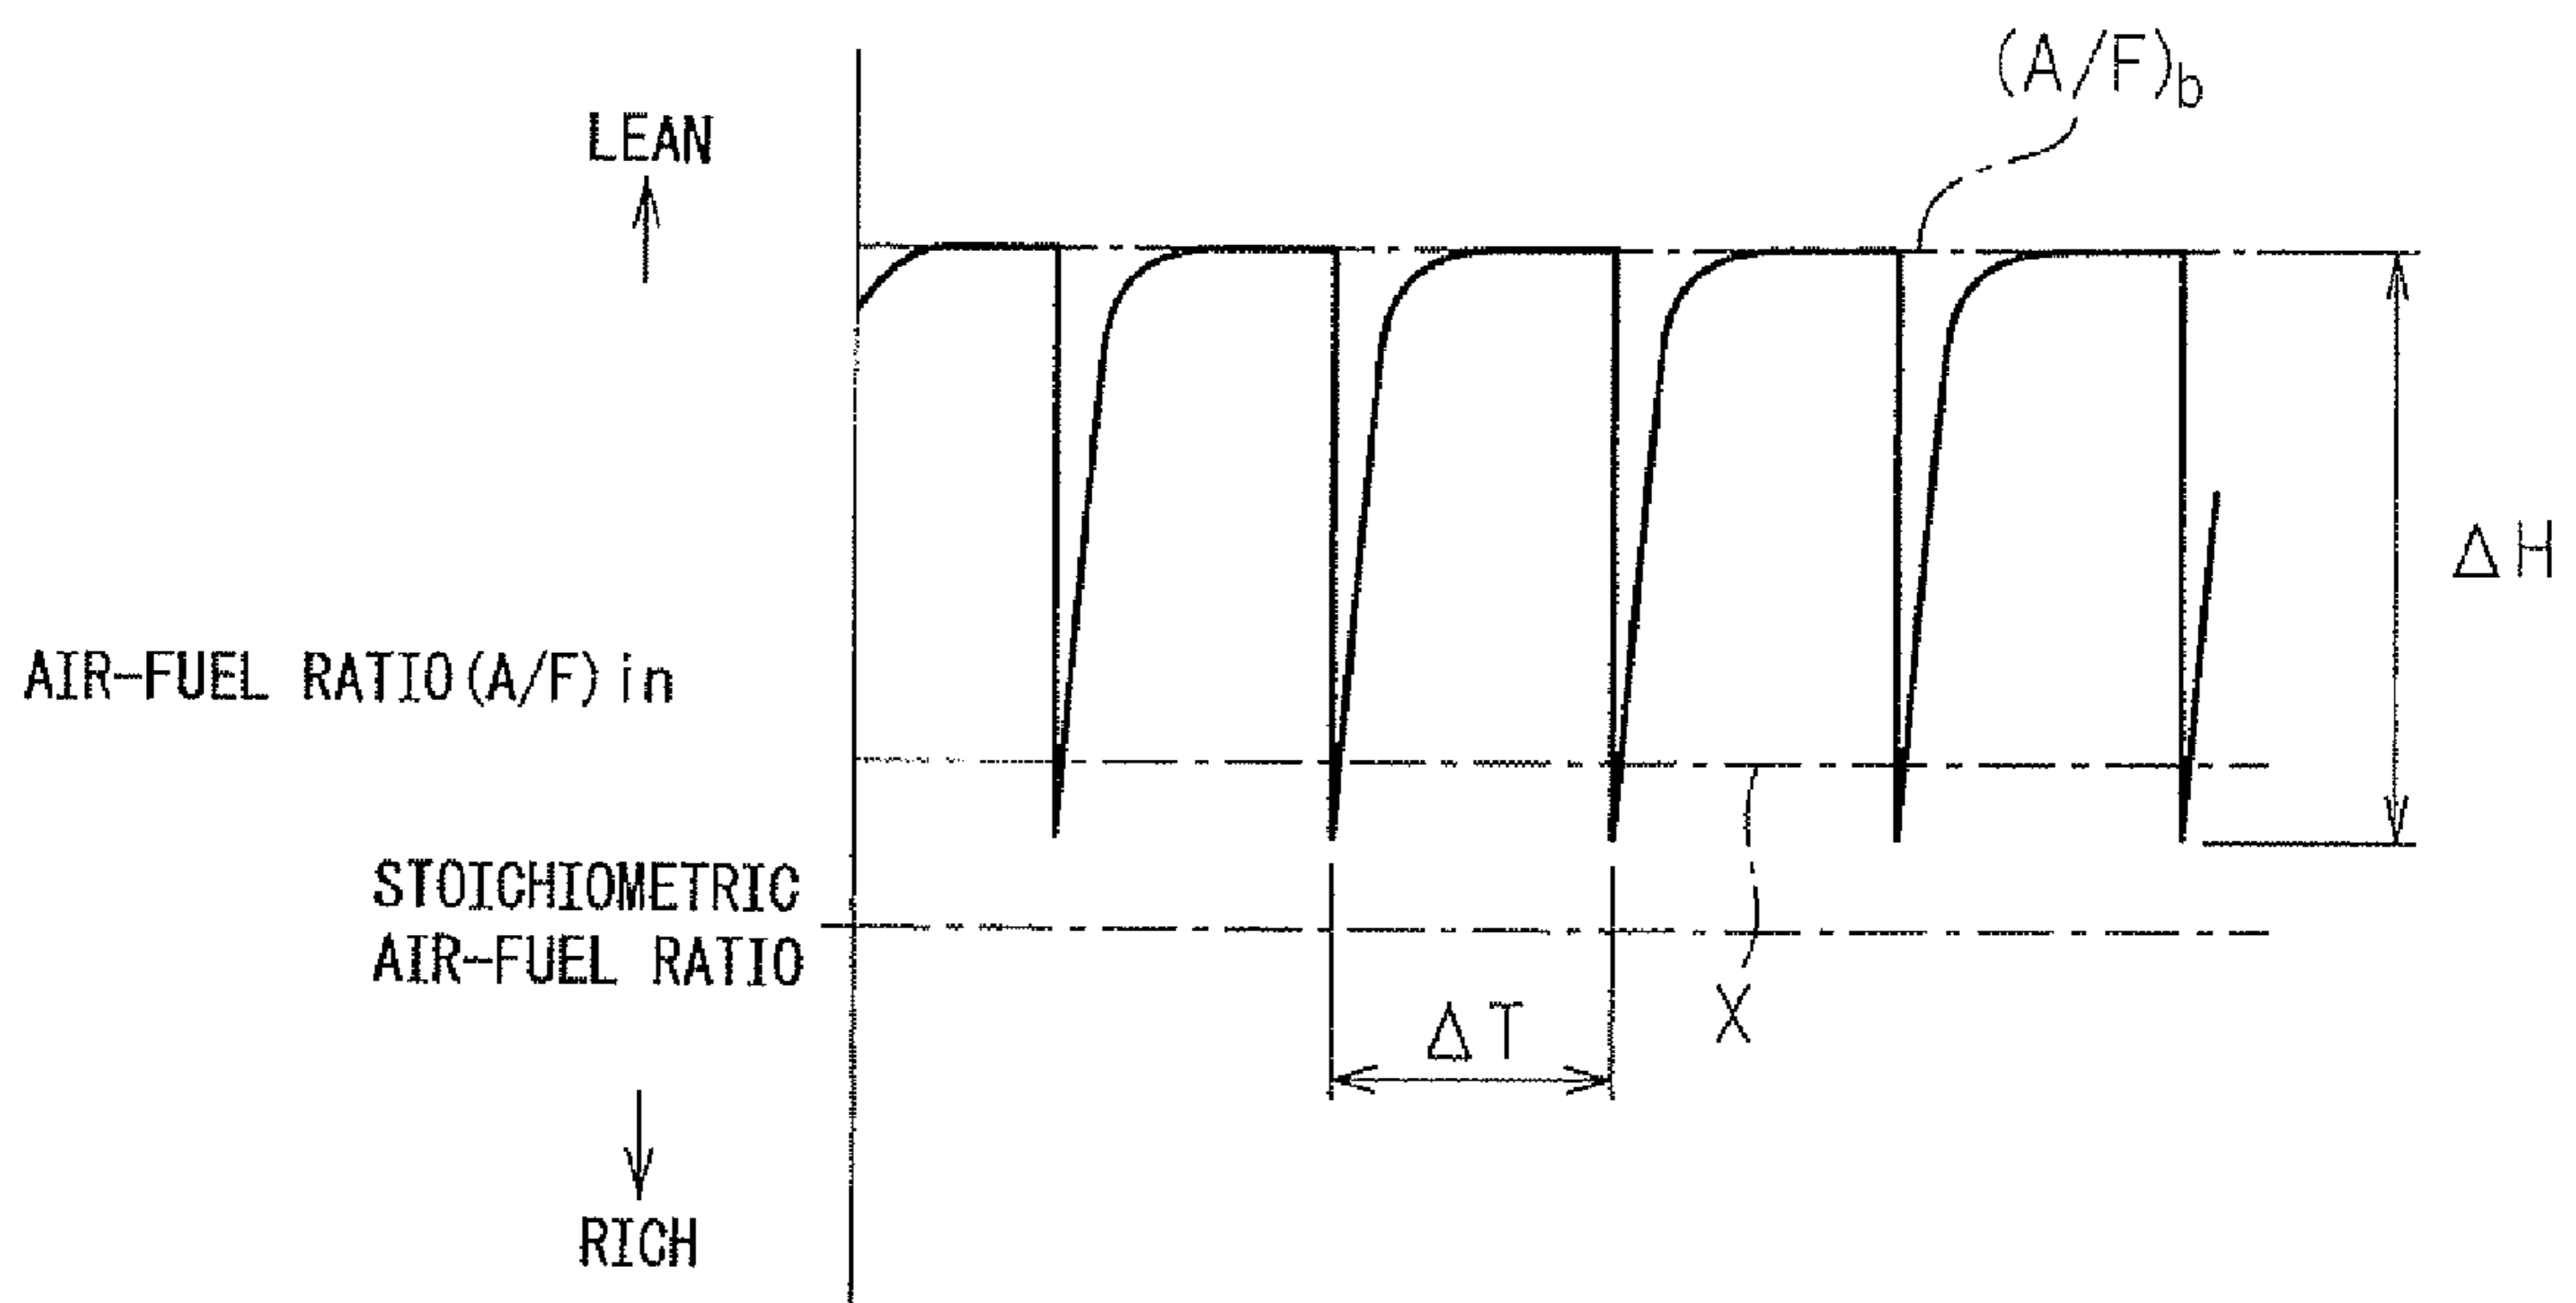 (A/F)b
LEAN
ΔH
AIR-FUEL RATIO(A/F)in
STOICHIOMETRIC
AIR-FUEL RATIO
X
ΔT
RICH